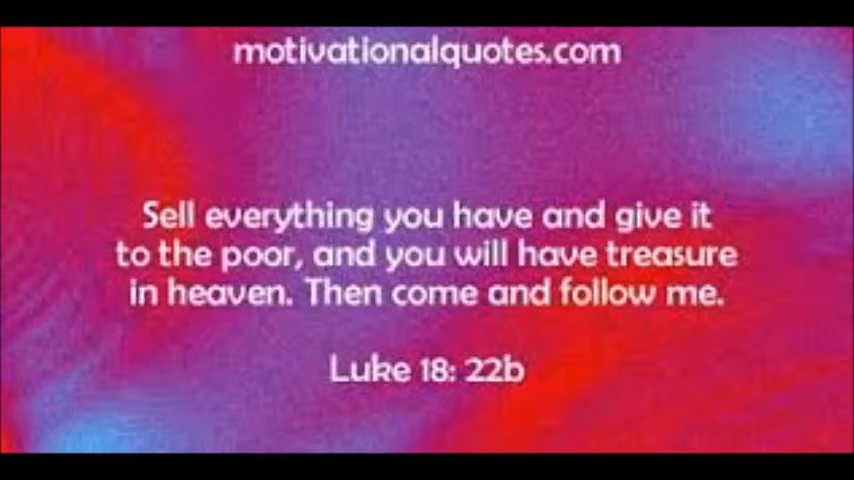 motivationalquotes.com
Sell everything you have and give it
to the poor, and you will have treasure
in heaven. Then come and follow me.
Luke 18: 22b